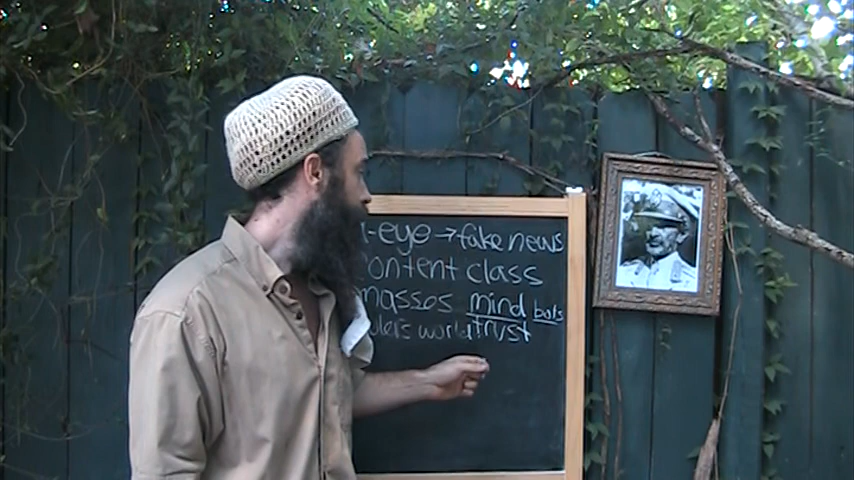 -eye → fake news
ontent class
masses mind bots
ulers world trust